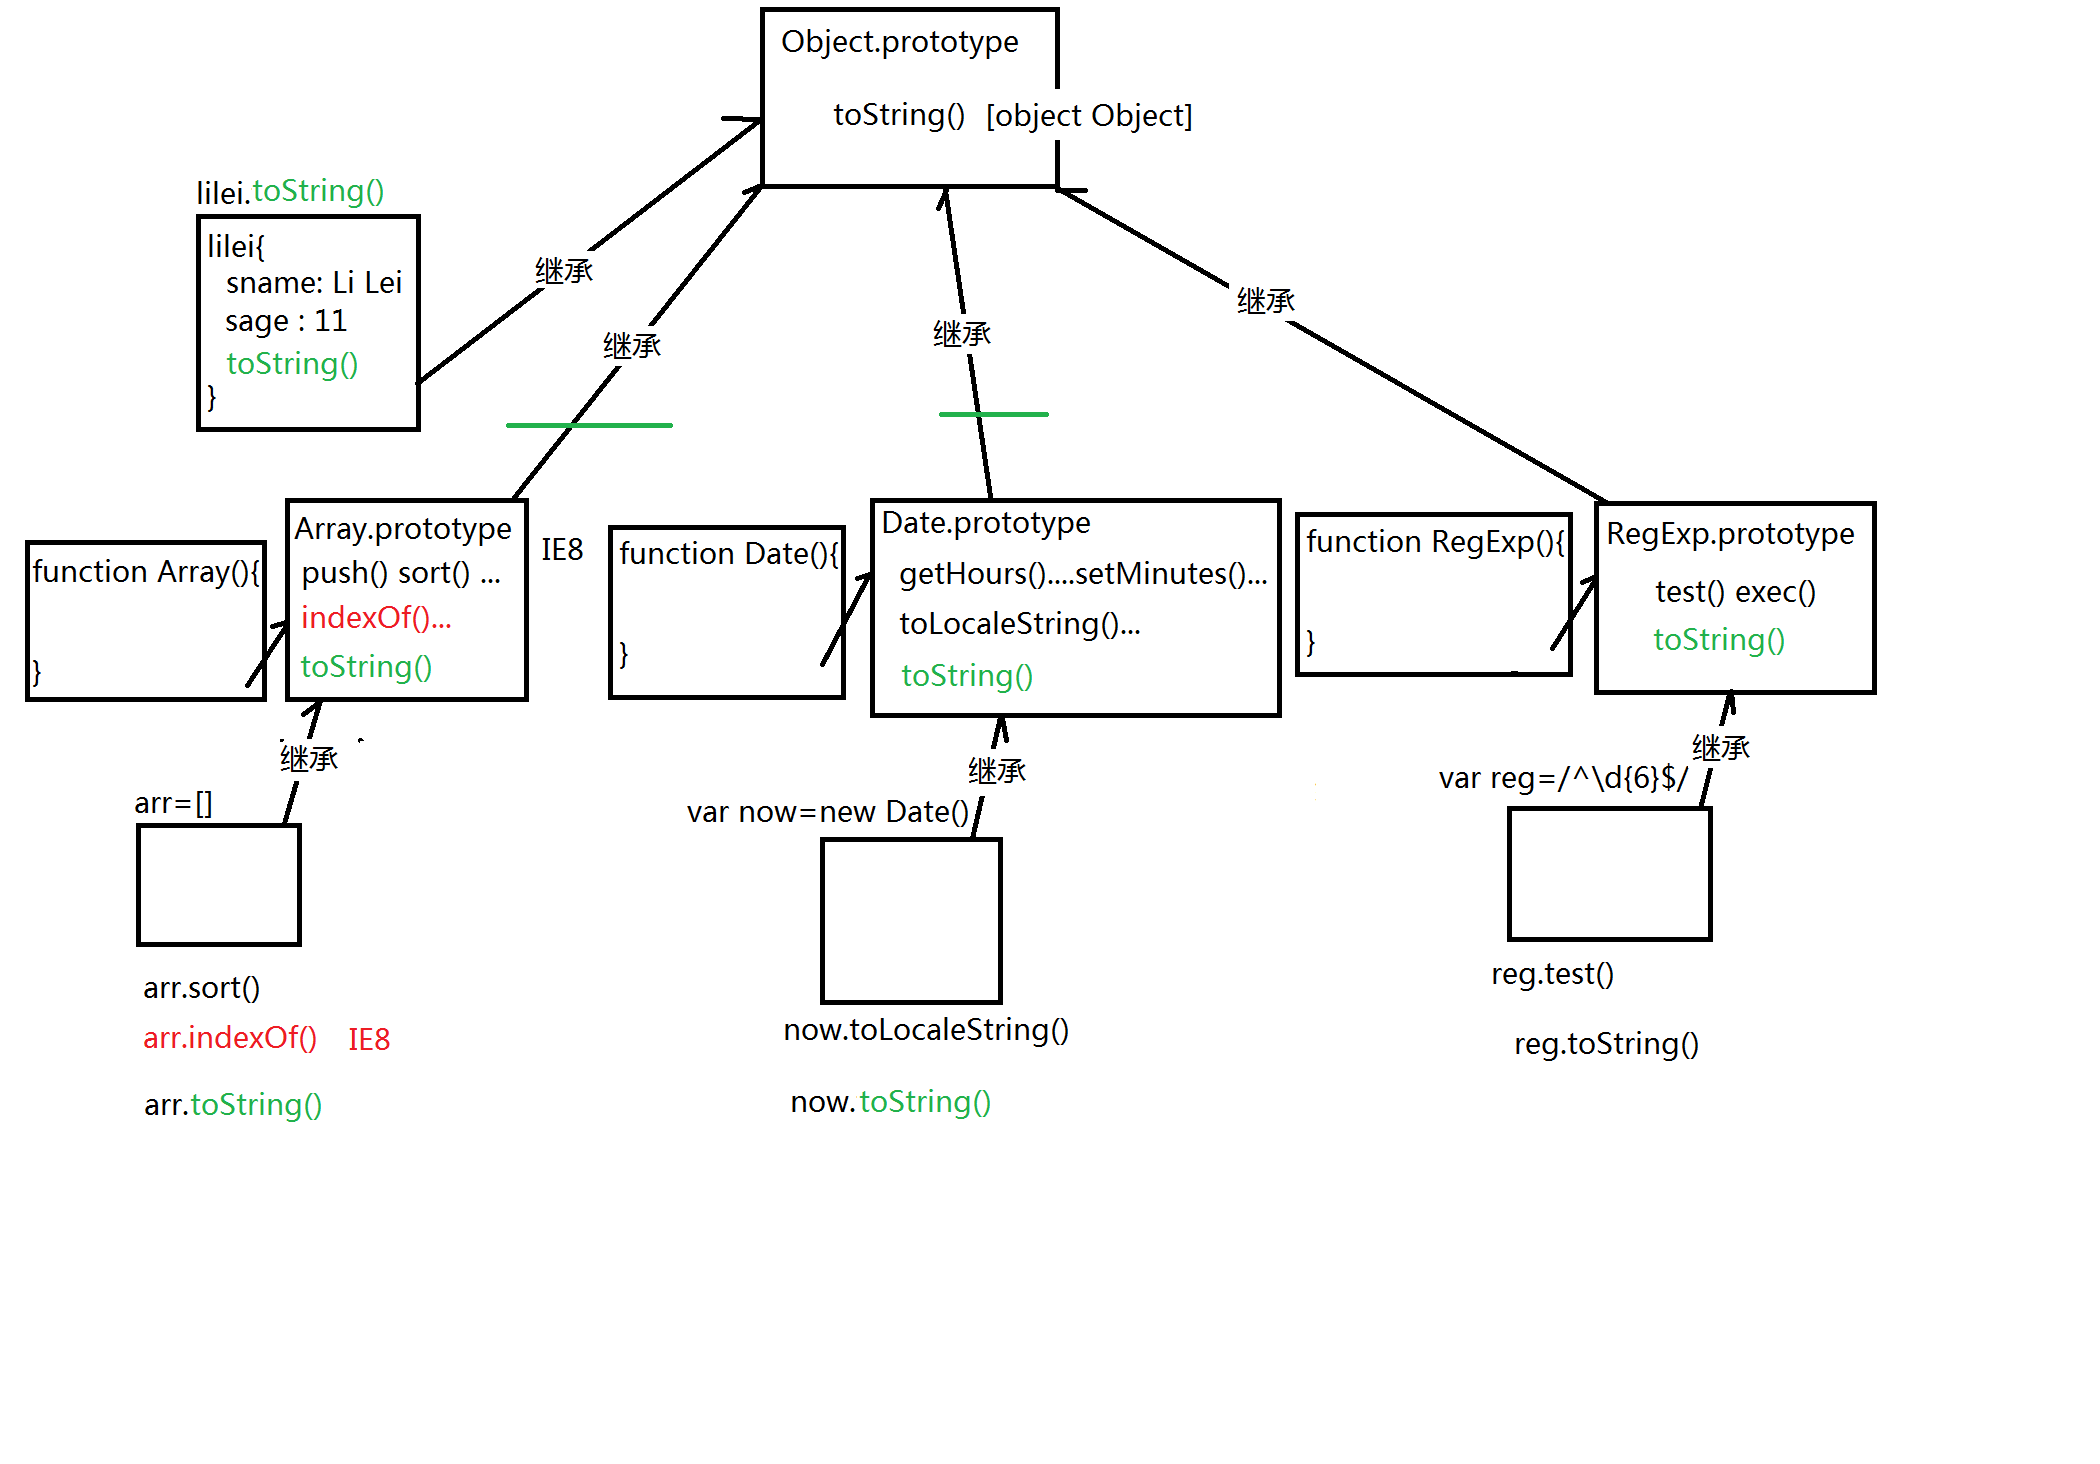 Object.prototype
toString() [object Object]
lilei.toString()
lilei{
sname: Li Lei
sage : 11
toString()
}
继承
继承
继承
继承
function Array(){
}
Array.prototype
push() sort() ...
indexOf()...
toString()
IE8
function Date(){
}
Date.prototype
getHours()....setMinutes()...
toLocaleString()...
toString()
function RegExp(){
}
RegExp.prototype
test() exec()
toString()
继承
arr=[]
arr.sort()
arr.indexOf() IE8
arr.toString()
继承
var now=new Date()
now.toLocaleString()
now.toString()
继承
var reg=/^\d{6}$/
reg.test()
reg.toString()